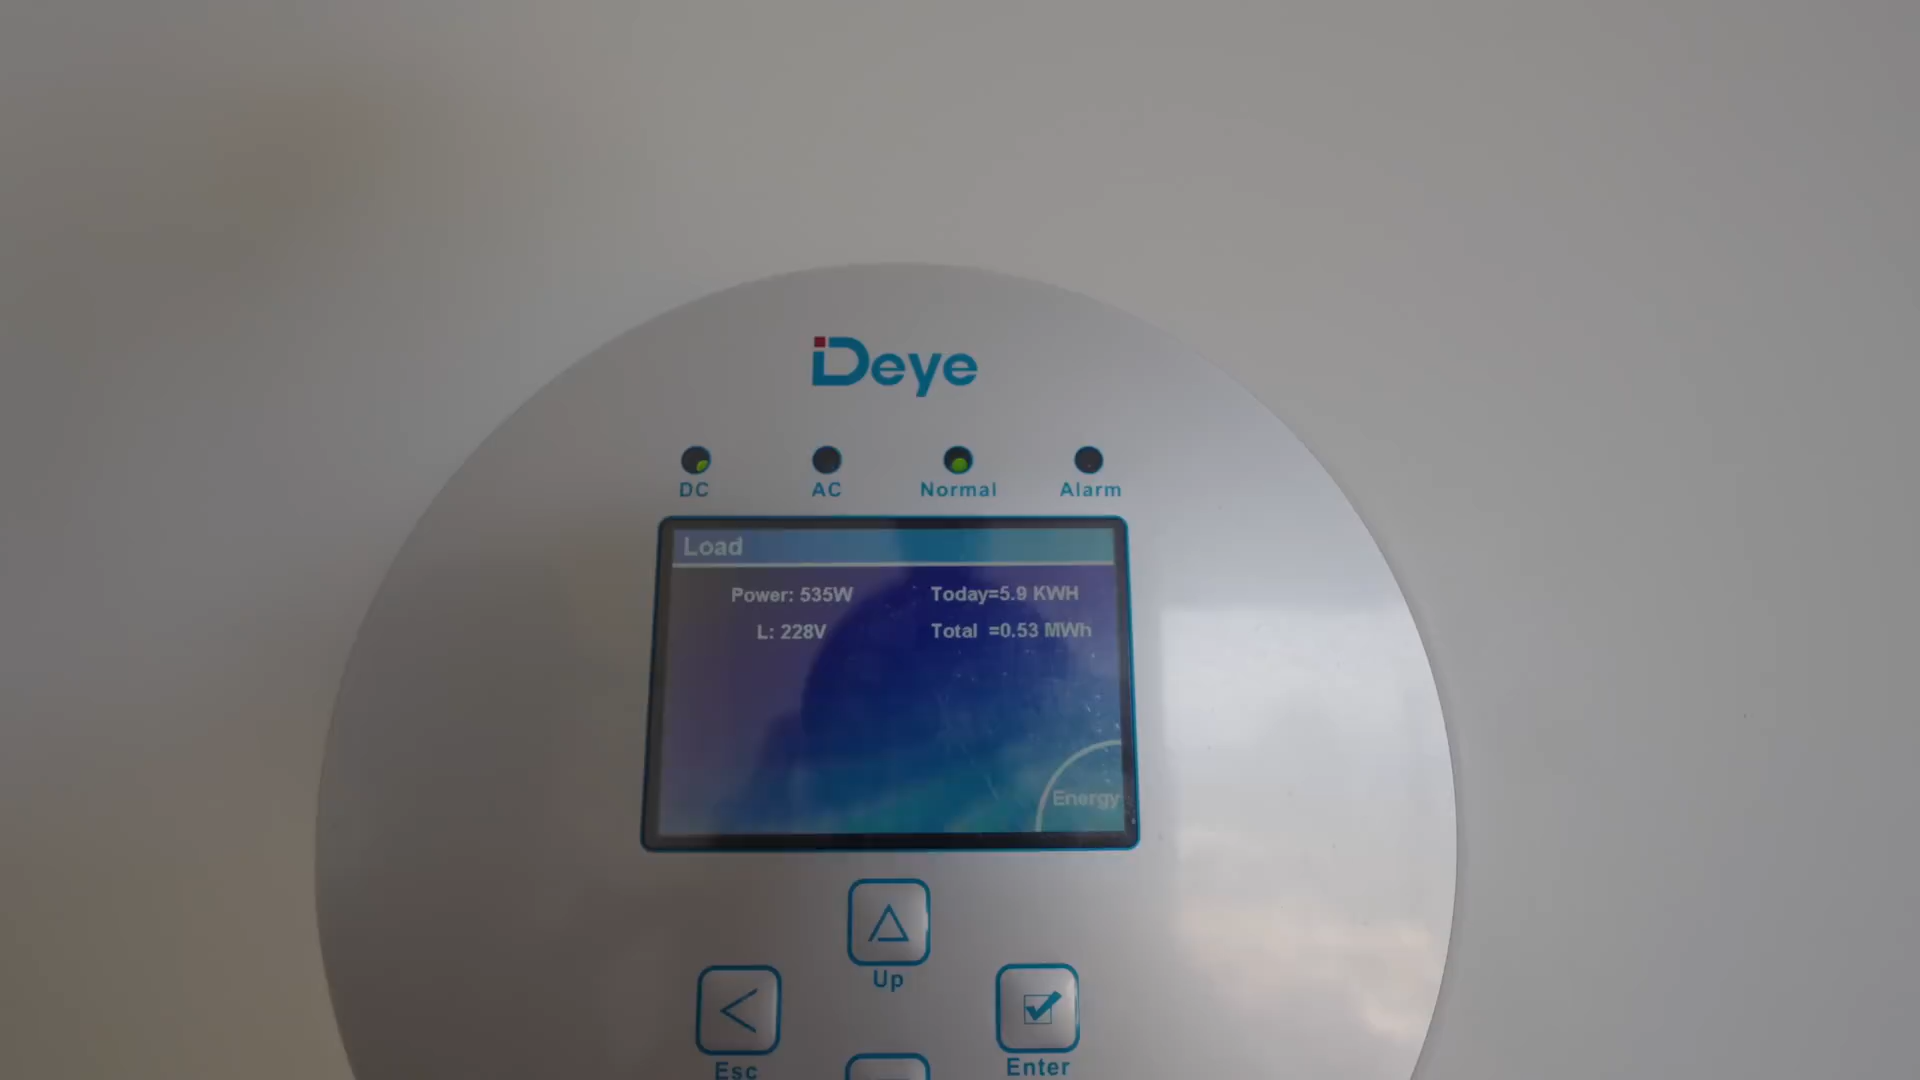 Deye
DC AC Normal Alarm
Load
Power: 535W Today=5.9 KWH
L: 228V Total =0.53 MWh
Energy
Up
Esc Enter